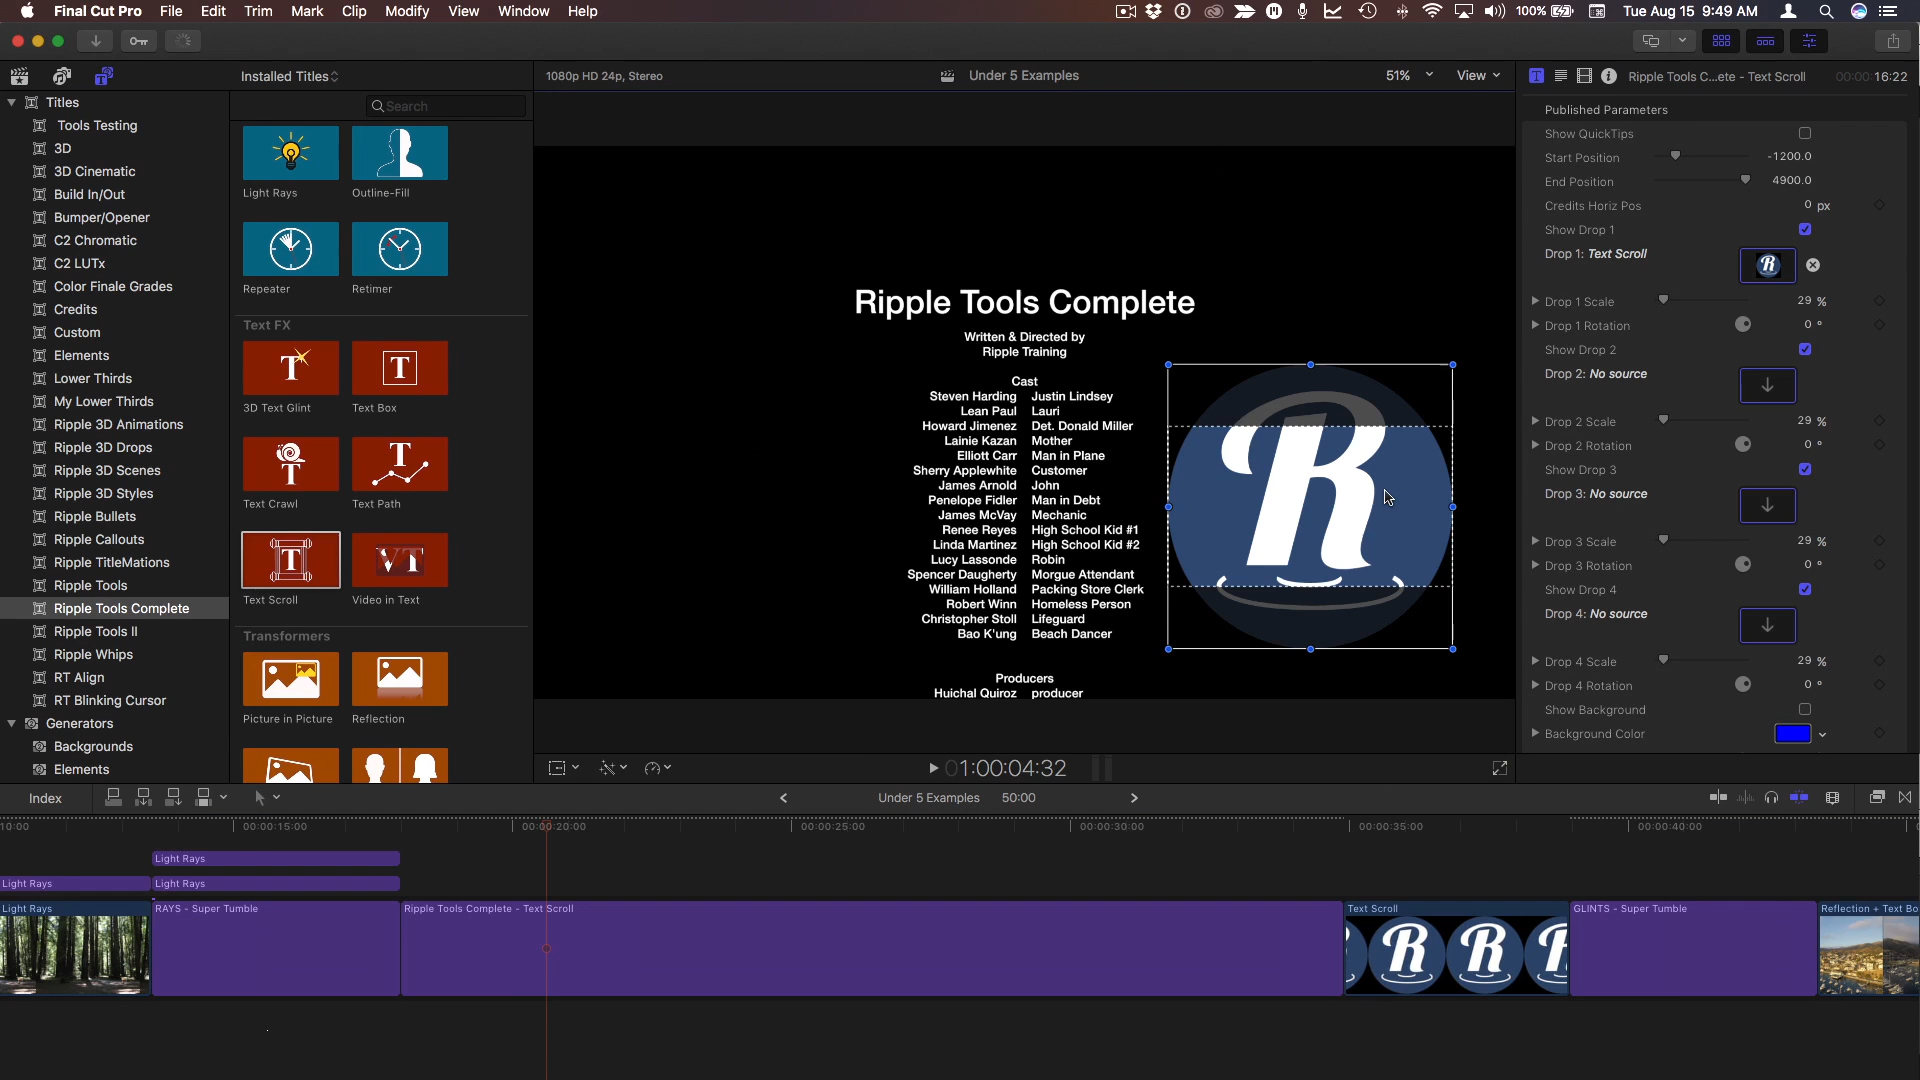 Final Cut Pro File Edit Trim Mark Clip Modify View Window Help
100% Tue Aug 15 9:49 AM
Installed Titles
1080p HD 24p, Stereo
Under 5 Examples
51%
View
Ripple Tools C...ete - Text Scroll
00:00:16:22
Titles
Tools Testing
3D
3D Cinematic
Build In/Out
Bumper/Opener
C2 Chromatic
C2 LUTx
Color Finale Grades
Credits
Custom
Elements
Lower Thirds
My Lower Thirds
Ripple 3D Animations
Ripple 3D Drops
Ripple 3D Scenes
Ripple 3D Styles
Ripple Bullets
Ripple Callouts
Ripple TitleMations
Ripple Tools
Ripple Tools Complete
Ripple Tools II
Ripple Whips
RT Align
RT Blinking Cursor
Generators
Backgrounds
Elements
Search
Light Rays
Outline-Fill
Repeater
Retimer
Text FX
3D Text Glint
Text Box
Text Crawl
Text Path
Text Scroll
Video in Text
Transformers
Picture in Picture
Reflection
Ripple Tools Complete
Written & Directed by
Ripple Training
Cast
Steven Harding Justin Lindsey
Lean Paul Lauri
Howard Jimenez Det. Donald Miller
Lainie Kazan Mother
Elliott Carr Man in Plane
Sherry Applewhite Customer
James Arnold John
Penelope Fidler Man in Debt
James McVay Mechanic
Renee Reyes High School Kid #1
Linda Martinez High School Kid #2
Lucy Lassonde Robin
Spencer Daugherty Morgue Attendant
William Holland Packing Store Clerk
Robert Winn Homeless Person
Christopher Stoll Lifeguard
Bao K'ung Beach Dancer
Producers
Huichal Quiroz producer
R
Published Parameters
Show QuickTips
Start Position -1200.0
End Position 4900.0
Credits Horiz Pos 0 px
Show Drop 1
Drop 1: Text Scroll
R
Drop 1 Scale 29 %
Drop 1 Rotation 0 °
Show Drop 2
Drop 2: No source
Drop 2 Scale 29 %
Drop 2 Rotation 0 °
Show Drop 3
Drop 3: No source
Drop 3 Scale 29 %
Drop 3 Rotation 0 °
Show Drop 4
Drop 4: No source
Drop 4 Scale 29 %
Drop 4 Rotation 0 °
Show Background
Background Color
01:00:04:32
Index
Under 5 Examples 50:00
10:00 00:00:15:00 00:00:20:00 00:00:25:00 00:00:30:00 00:00:35:00 00:00:40:00
Light Rays
Light Rays Light Rays
Light Rays RAYS - Super Tumble Ripple Tools Complete - Text Scroll Text Scroll GLINTS - Super Tumble Reflection + Text Bo
R R R